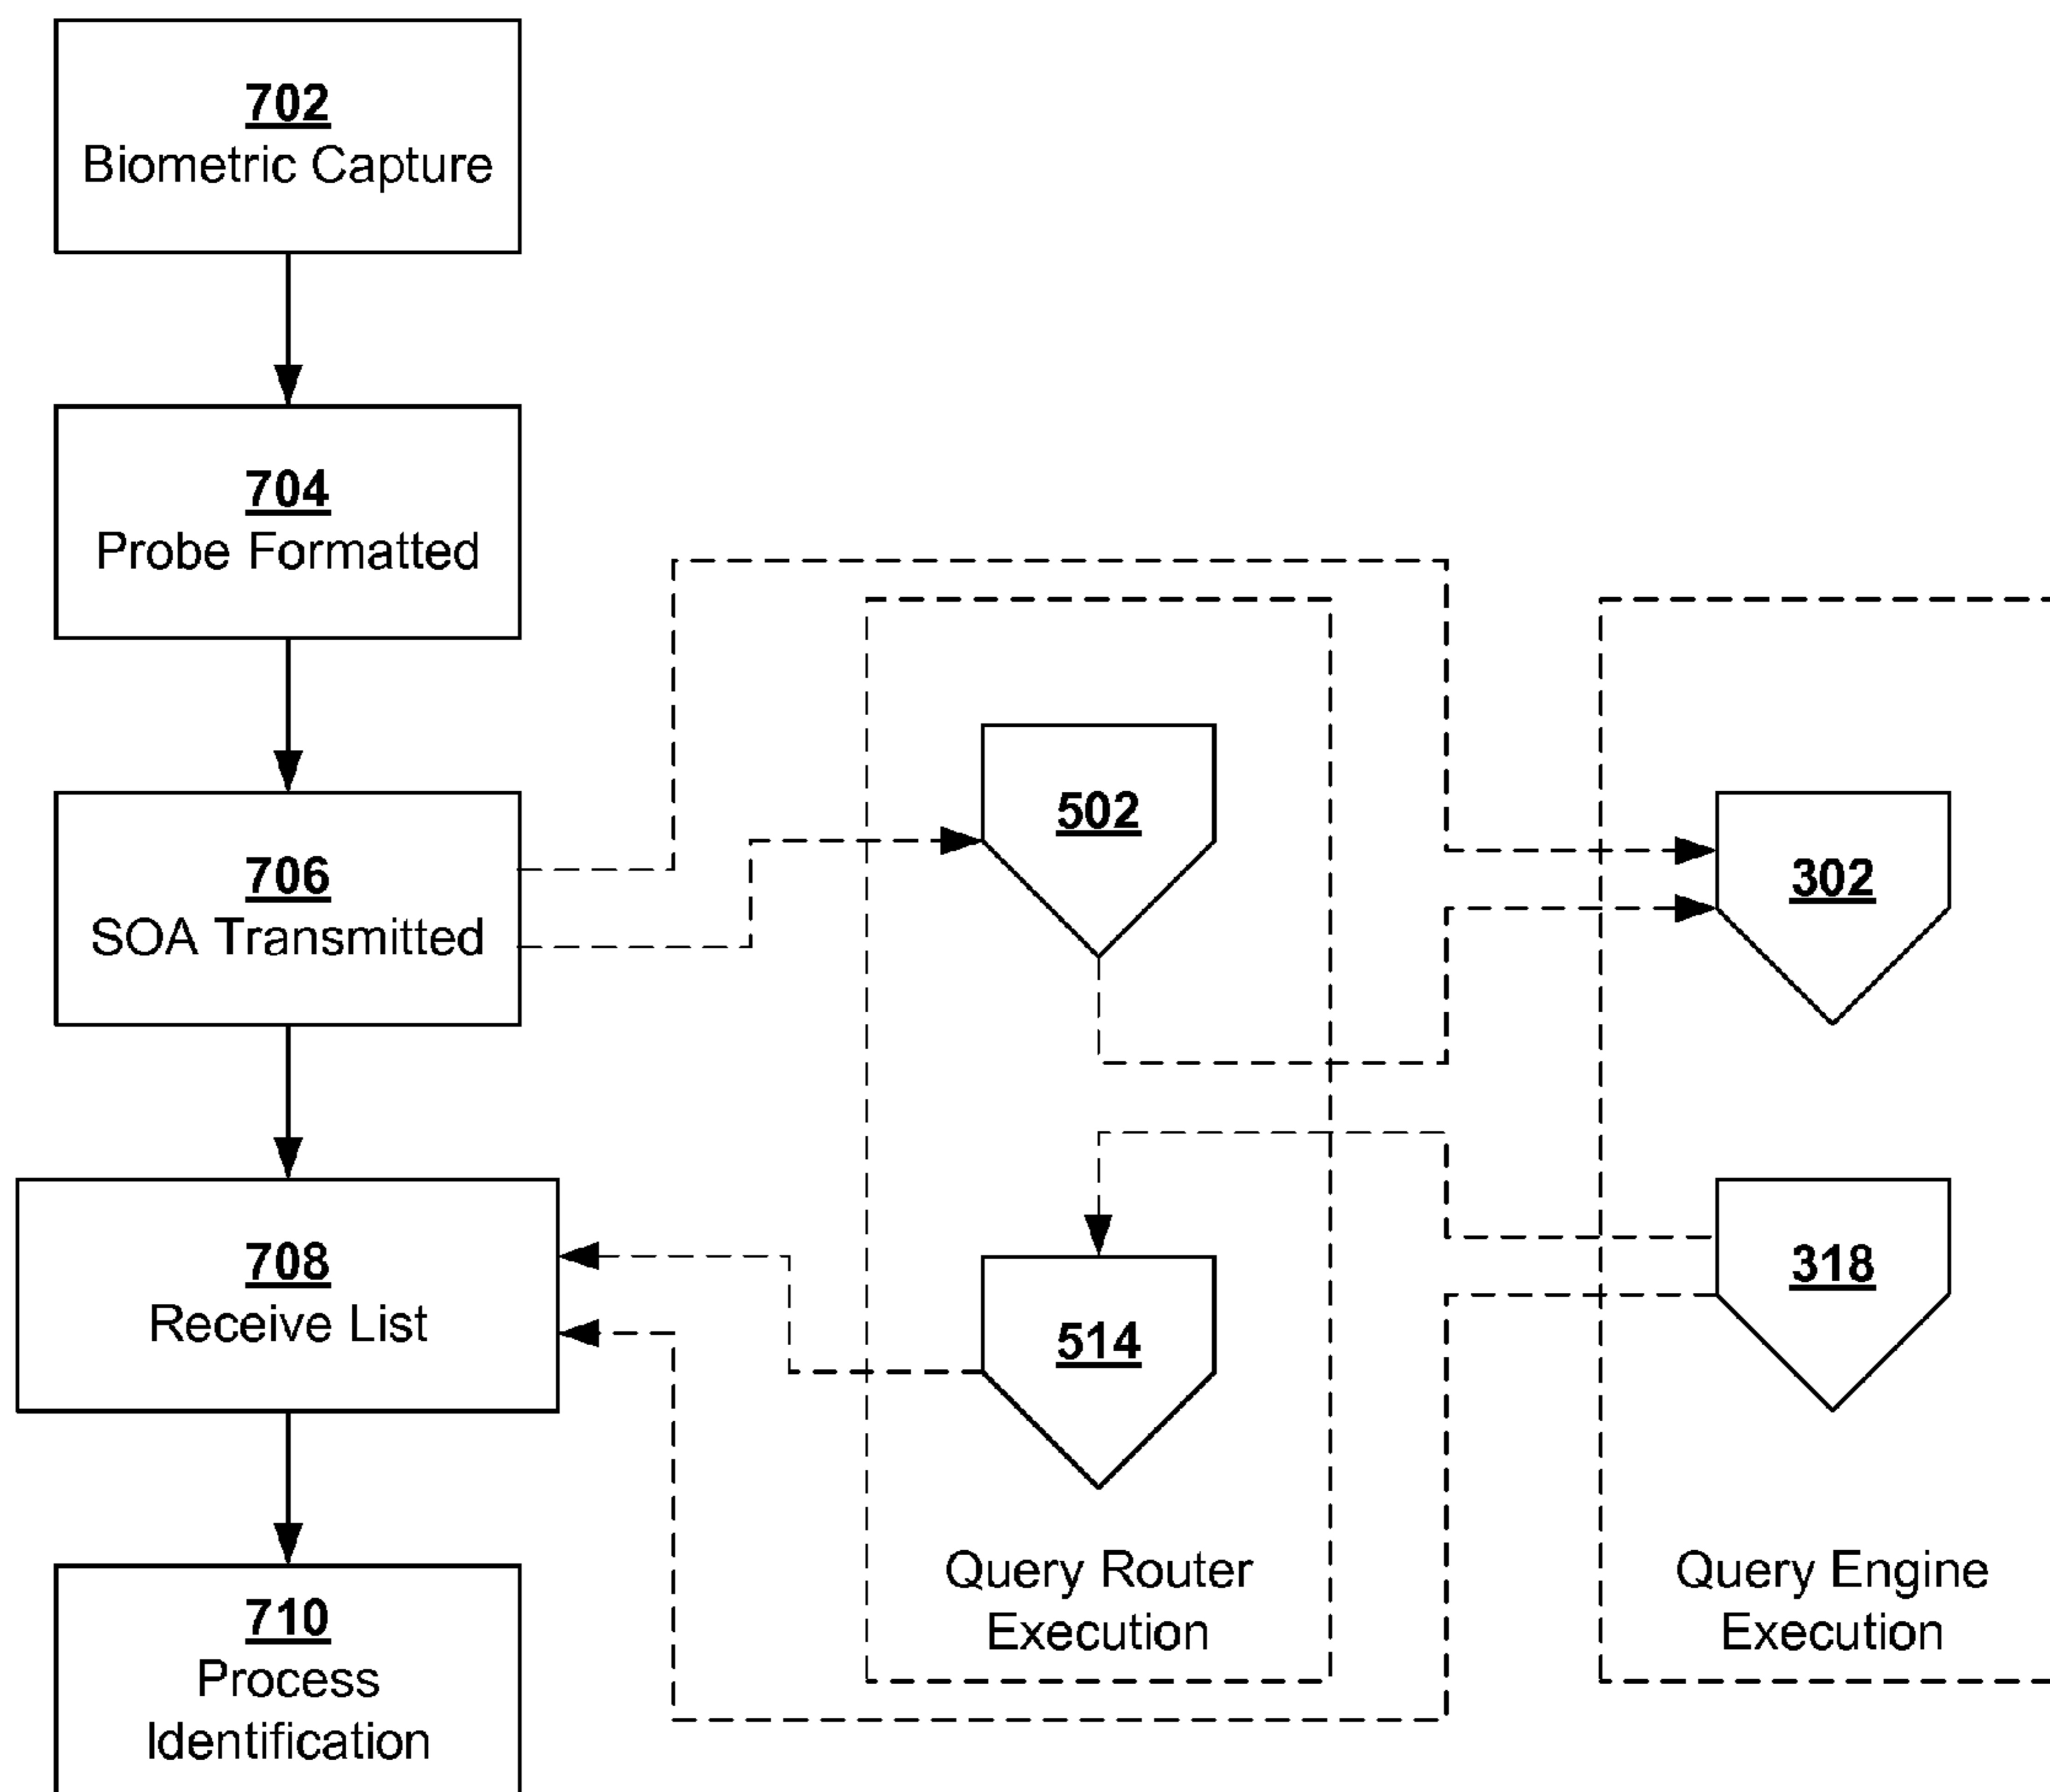 702
Biometric Capture
704
Probe Formatted
706
SOA Transmitted
708
Receive List
710
Process
Identification
502
514
Query Router
Execution
302
318
Query Engine
Execution